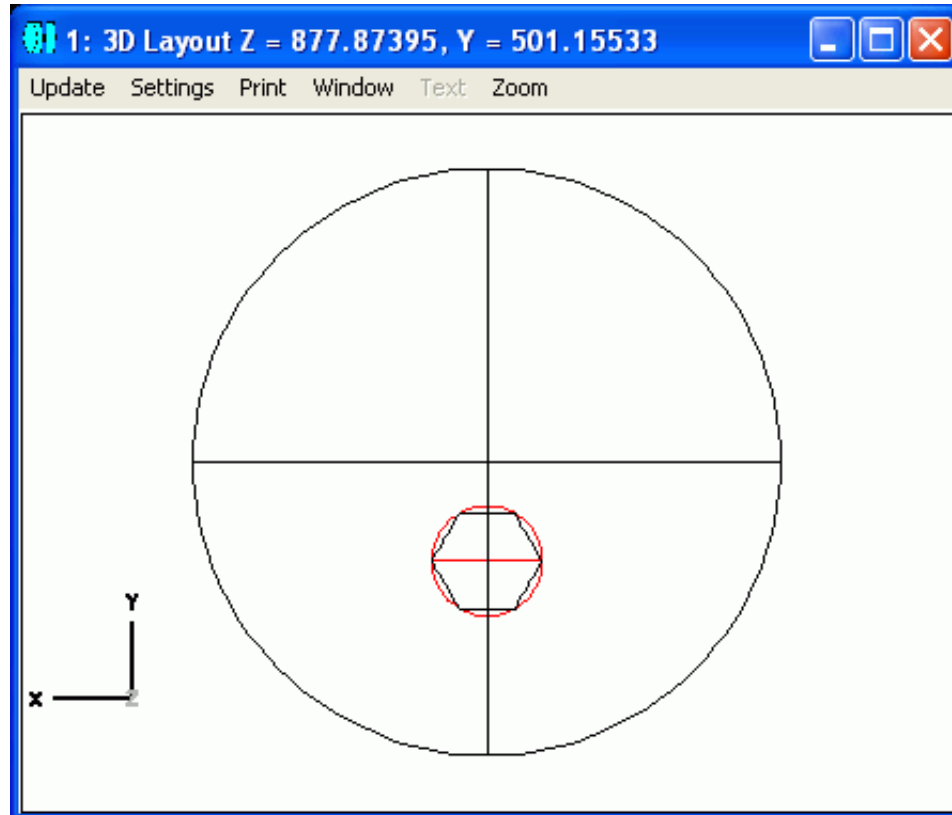 1: 3D Layout Z = 877.87395, Y = 501.15533
Update Settings Print Window Text Zoom
Y
X Z